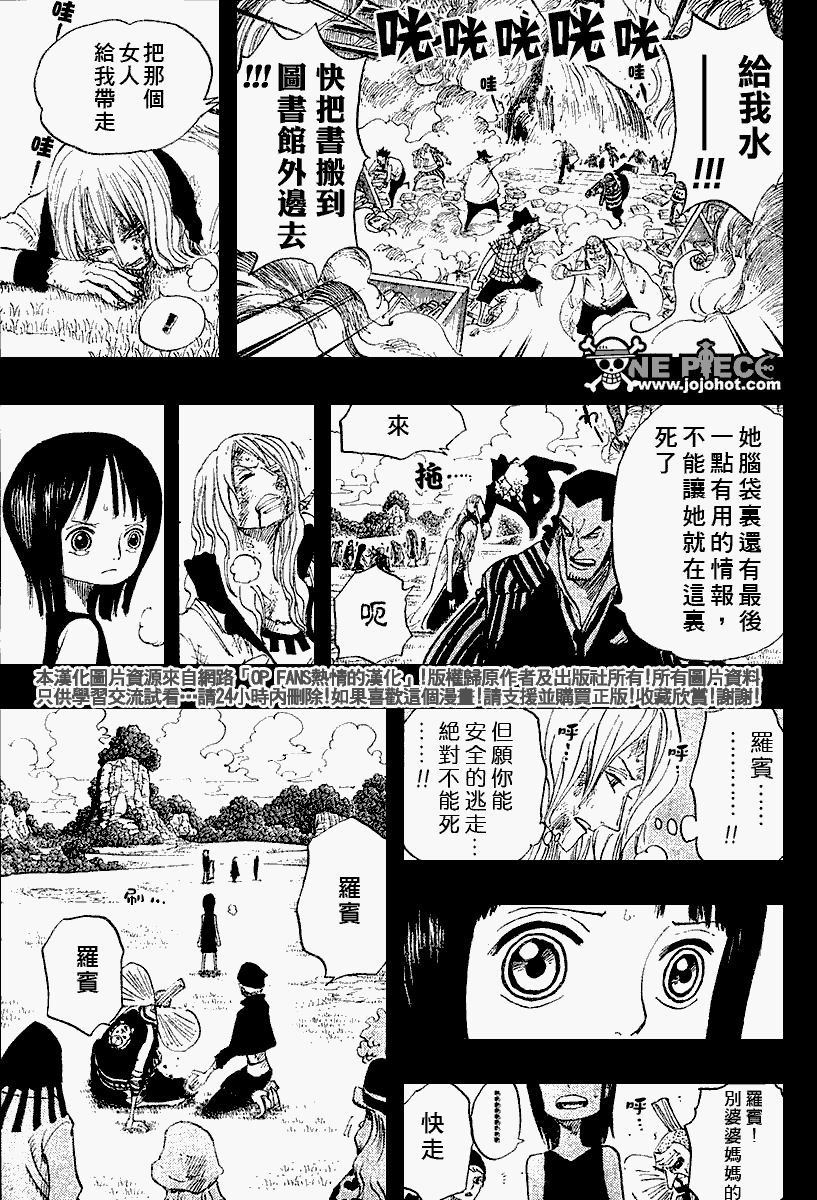 給我水
——
!!!
咣咣咣咣咣
哇—
哇—
快把書搬到
圖書館外邊去
!!!
把那個
女人
給我帶走
哇—
ONE PIECE
www.jojohot.com
她腦袋裏還有最後
一點有用的情報，
不能讓她就在這裏
死了
來
拖……
呃
本漢化圖片資源來自網路「OP FANS熱情的漢化」!版權歸原作者及出版社所有!所有圖片資料
只供學習交流試看…請24小時內刪除!如果喜歡這個漫畫!請支援並購買正版!收藏欣賞!謝謝!
羅賓……
……!!
呼…
呼…
但願你能
安全的逃走…
絕對不能死
……!!
羅賓
刷…
羅賓
羅賓!
別婆婆媽媽的
呼…
…………
快走